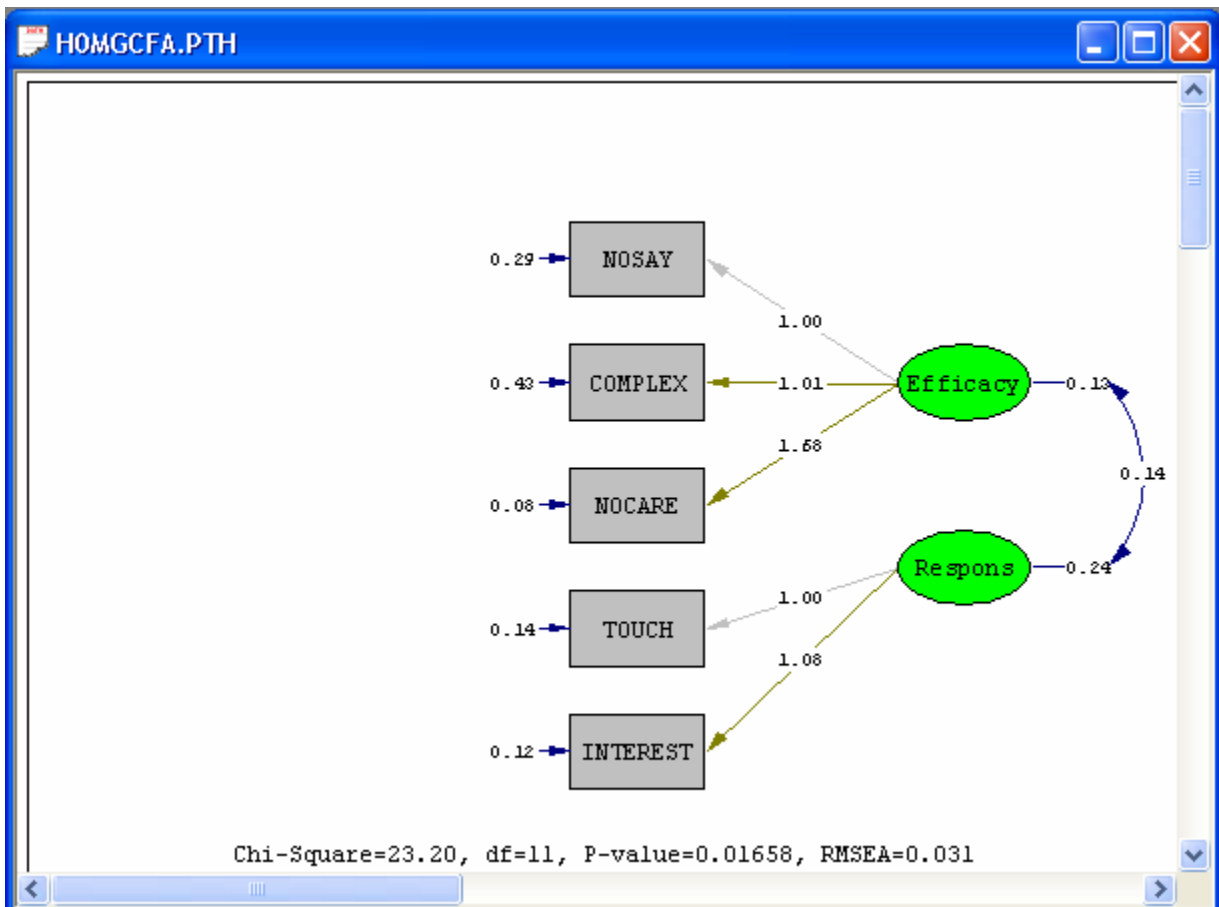 HOMGCFA.PTH
0.29 NOSAY
1.00
0.43 COMPLEX 1.01 Efficacy 0.13
1.68
0.14
0.08 NOCARE
Respons 0.24
1.00
0.14 TOUCH
1.08
0.12 INTEREST
Chi-Square=23.20, df=11, P-value=0.01658, RMSEA=0.031